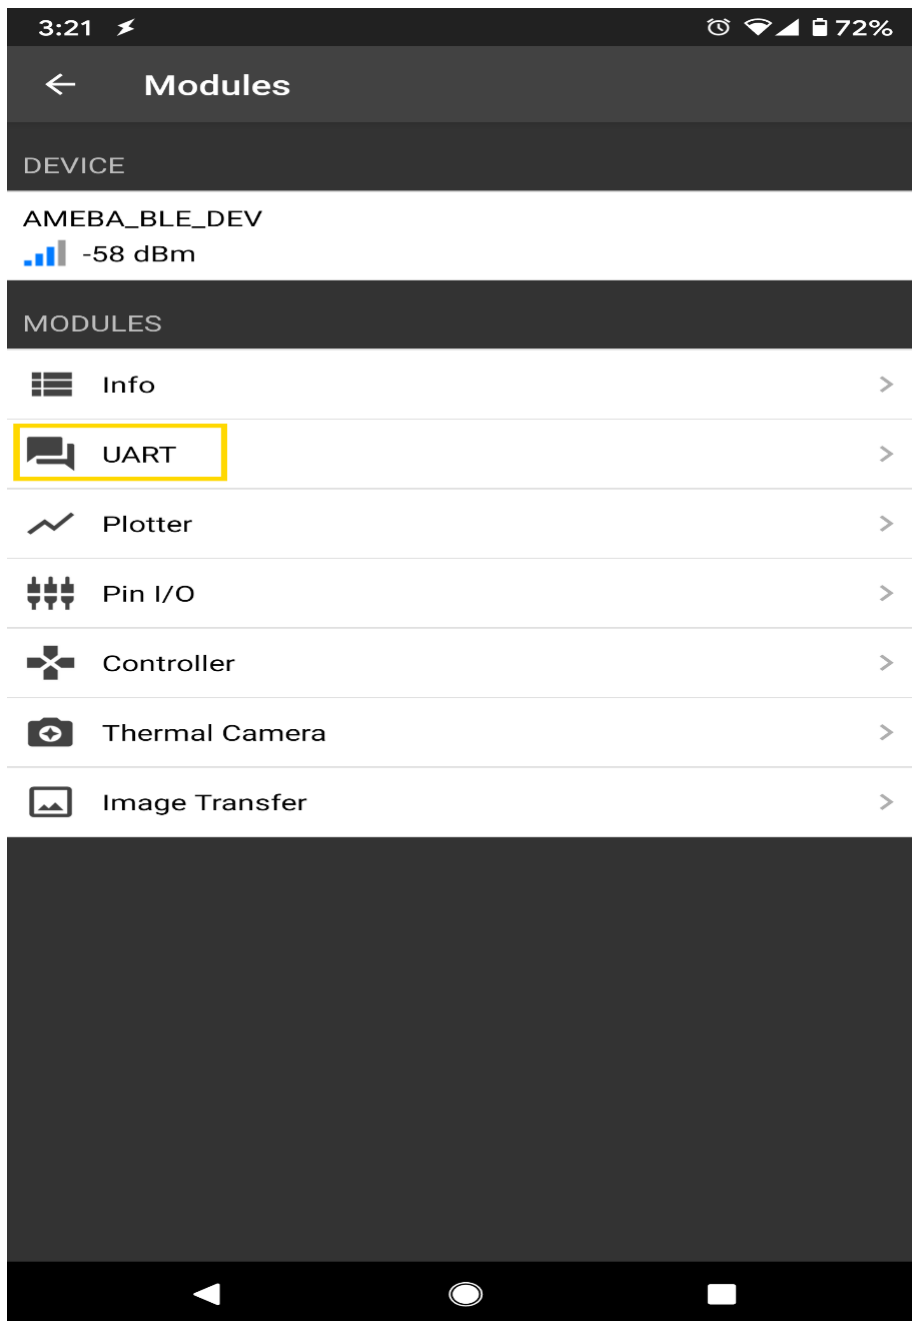 3:21 72%
Modules
DEVICE
AMEBA_BLE_DEV
-58 dBm
MODULES
Info
UART
Plotter
Pin I/O
Controller
Thermal Camera
Image Transfer